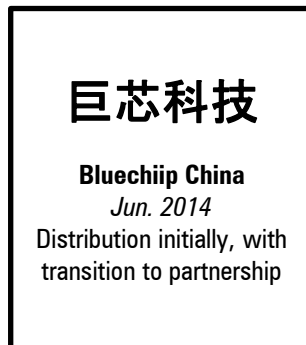 巨芯科技
Bluechiip China
Jun. 2014
Distribution initially, with
transition to partnership